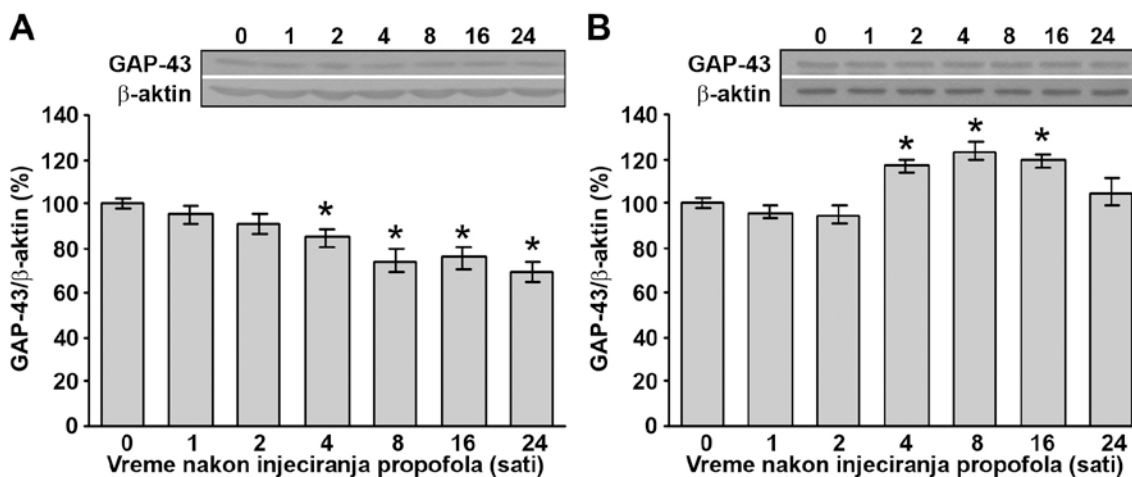 A
0 1 2 4 8 16 24
GAP-43
β-aktin
GAP-43/β-aktin (%)
140
120
100
80
60
40
20
0
* * * *
0 1 2 4 8 16 24
Vreme nakon injeciranja propofola (sati)
B
0 1 2 4 8 16 24
GAP-43
β-aktin
GAP-43/β-aktin (%)
140
120
100
80
60
40
20
0
* * *
0 1 2 4 8 16 24
Vreme nakon injeciranja propofola (sati)